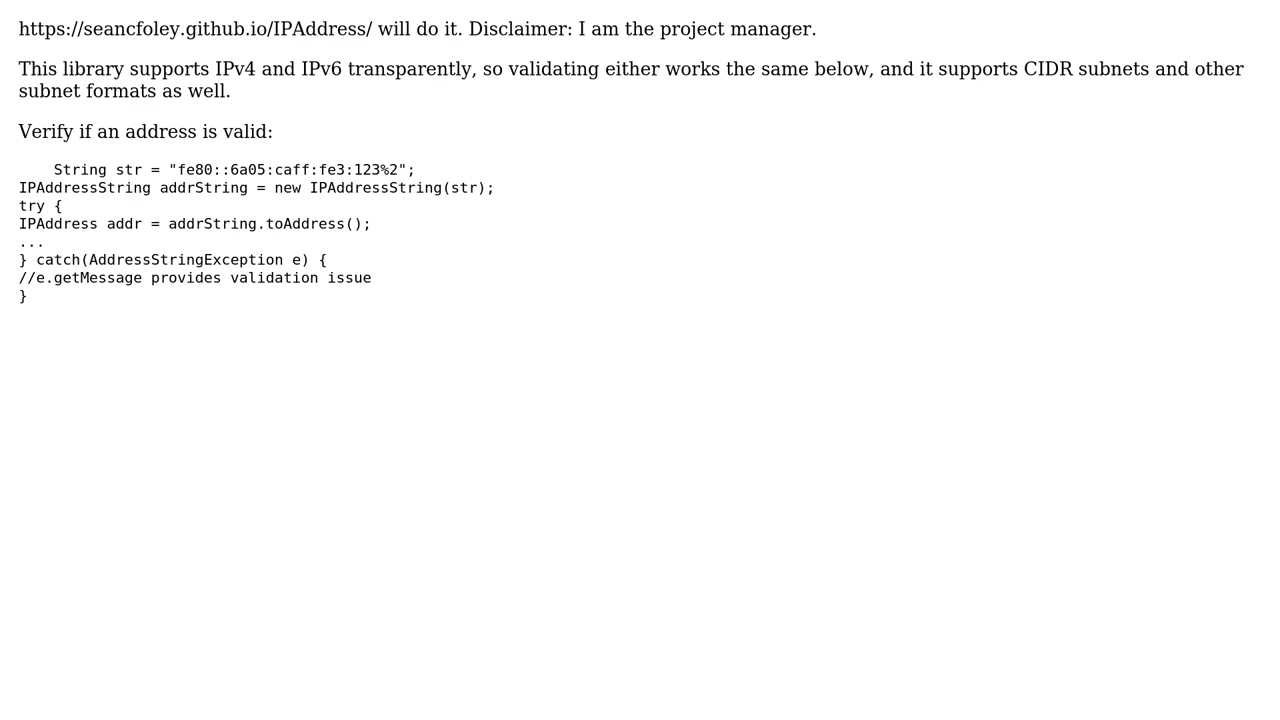 https://seancfoley.github.io/IPAddress/ will do it. Disclaimer: I am the project manager.
This library supports IPv4 and IPv6 transparently, so validating either works the same below, and it supports CIDR subnets and other
subnet formats as well.
Verify if an address is valid:
    String str = "fe80::6a05:caff:fe3:123%2";
IPAddressString addrString = new IPAddressString(str);
try {
IPAddress addr = addrString.toAddress();
...
} catch(AddressStringException e) {
//e.getMessage provides validation issue
}